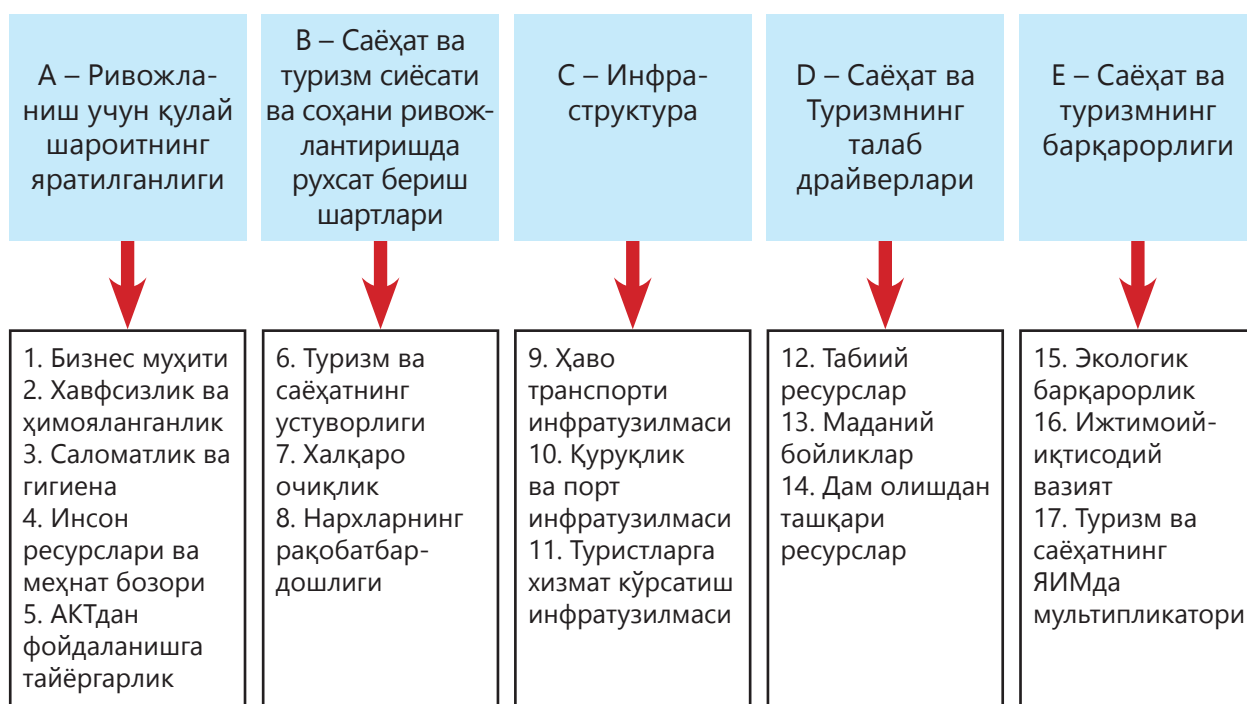 A – Ривожла-
ниш учун қулай
шароитнинг
яратилганлиги
B – Саёҳат ва
туризм сиёсати
ва соҳани ривож-
лантиришда
рухсат бериш
шартлари
C – Инфра-
структура
D – Саёҳат ва
Туризмнинг
талаб
драйверлари
E – Саёҳат ва
туризмнинг
барқарорлиги
1. Бизнес муҳити
2. Хавфсизлик ва
ҳимояланганлик
3. Саломатлик ва
гигиена
4. Инсон
ресурслари ва
меҳнат бозори
5. АКТдан
фойдаланишга
тайёргарлик
6. Туризм ва
саёҳатнинг
устуворлиги
7. Халқаро
очиқлик
8. Нархларнинг
рақобатбар-
дошлиги
9. Ҳаво
транспорти
инфратузилмаси
10. Қуруқлик
ва порт
инфратузилмаси
11. Туристларга
хизмат кўрсатиш
инфратузилмаси
12. Табиий
ресурслар
13. Маданий
бойликлар
14. Дам олишдан
ташқари
ресурслар
15. Экологик
барқарорлик
16. Ижтимоий-
иқтисодий
вазият
17. Туризм ва
саёҳатнинг
ЯИМда
мультипликатори